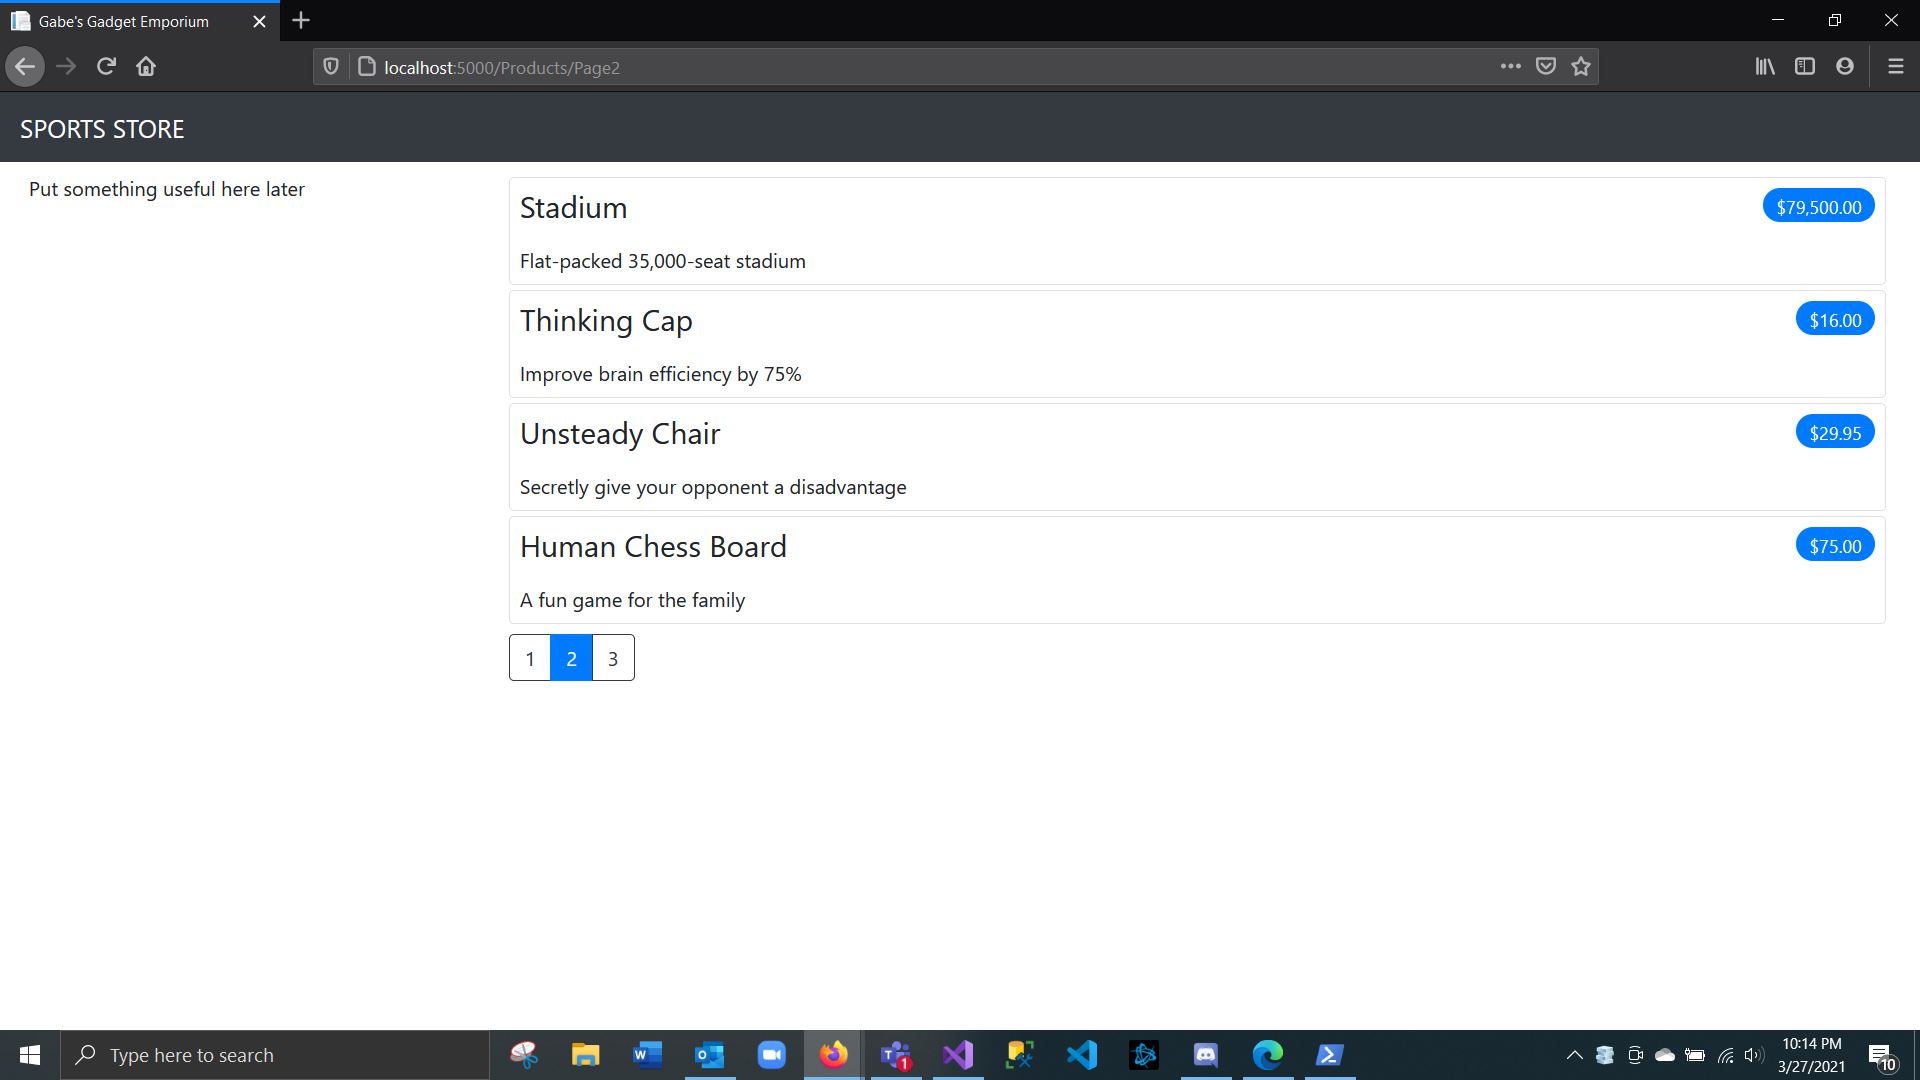 Gabe's Gadget Emporium
localhost:5000/Products/Page2
SPORTS STORE
Put something useful here later
Stadium
$79,500.00
Flat-packed 35,000-seat stadium
Thinking Cap
$16.00
Improve brain efficiency by 75%
Unsteady Chair
$29.95
Secretly give your opponent a disadvantage
Human Chess Board
$75.00
A fun game for the family
1 2 3
Type here to search
W
O
T
1
10:14 PM
3/27/2021
10